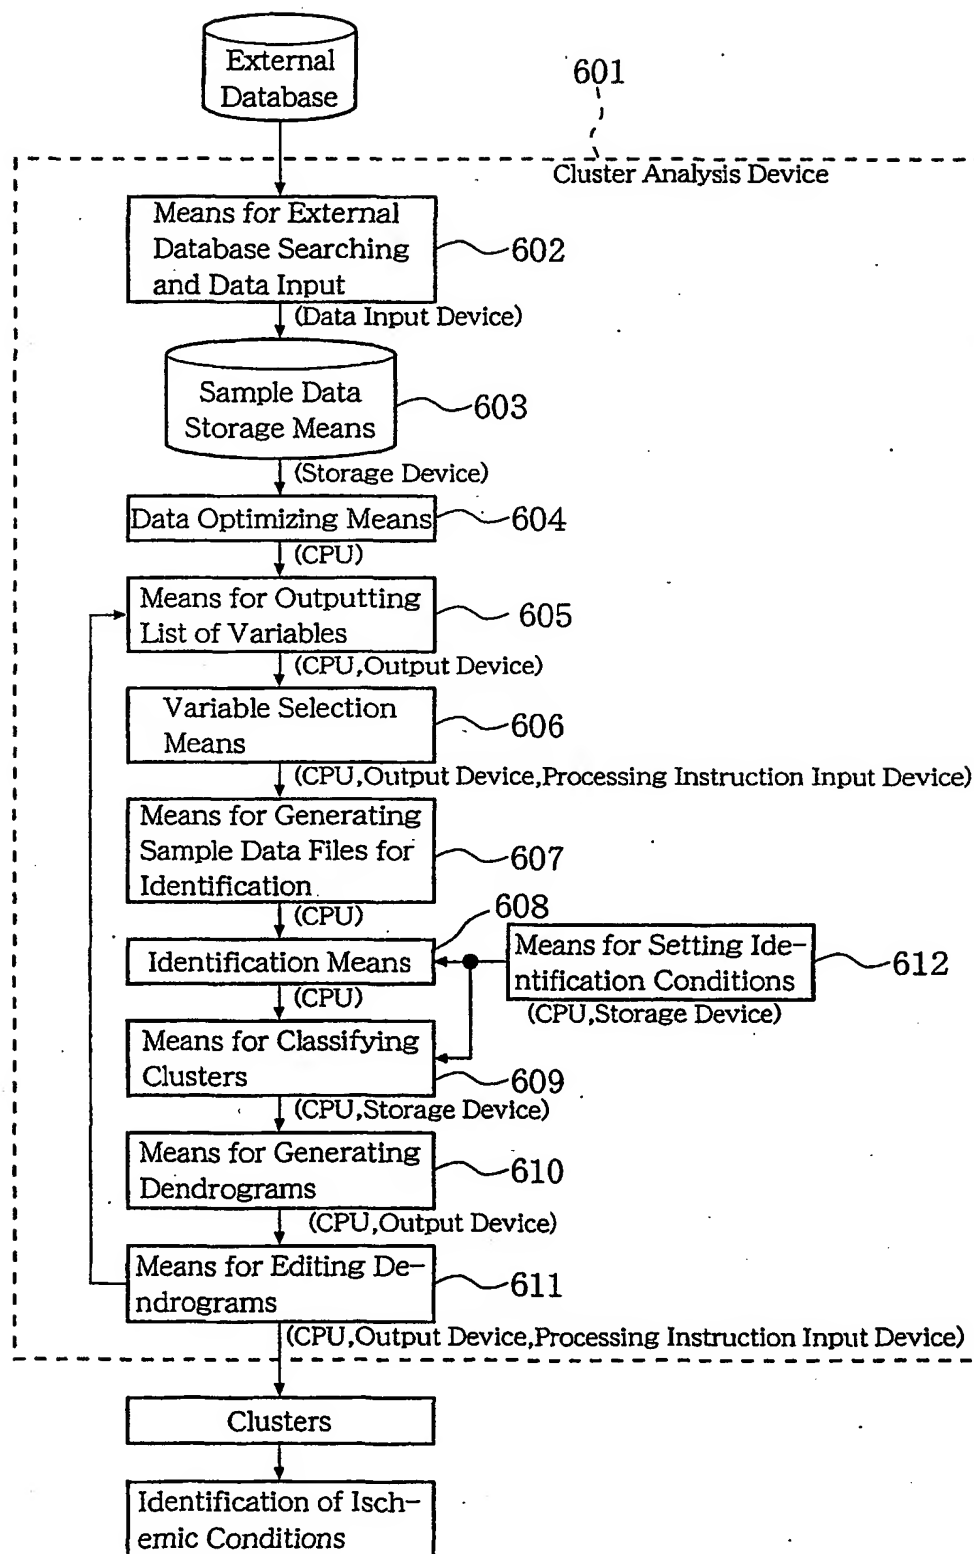 External
Database
601
Cluster Analysis Device
Means for External
Database Searching
and Data Input
602
(Data Input Device)
Sample Data
Storage Means
603
(Storage Device)
Data Optimizing Means
604
(CPU)
Means for Outputting
List of Variables
605
(CPU,Output Device)
Variable Selection
Means
606
(CPU,Output Device,Processing Instruction Input Device)
Means for Generating
Sample Data Files for
Identification
607
(CPU)
608
Identification Means
Means for Setting Ide-
ntification Conditions
612
(CPU)
(CPU,Storage Device)
Means for Classifying
Clusters
609
(CPU,Storage Device)
Means for Generating
Dendrograms
610
(CPU,Output Device)
Means for Editing De-
ndrograms
611
(CPU,Output Device,Processing Instruction Input Device)
Clusters
Identification of Isch-
emic Conditions